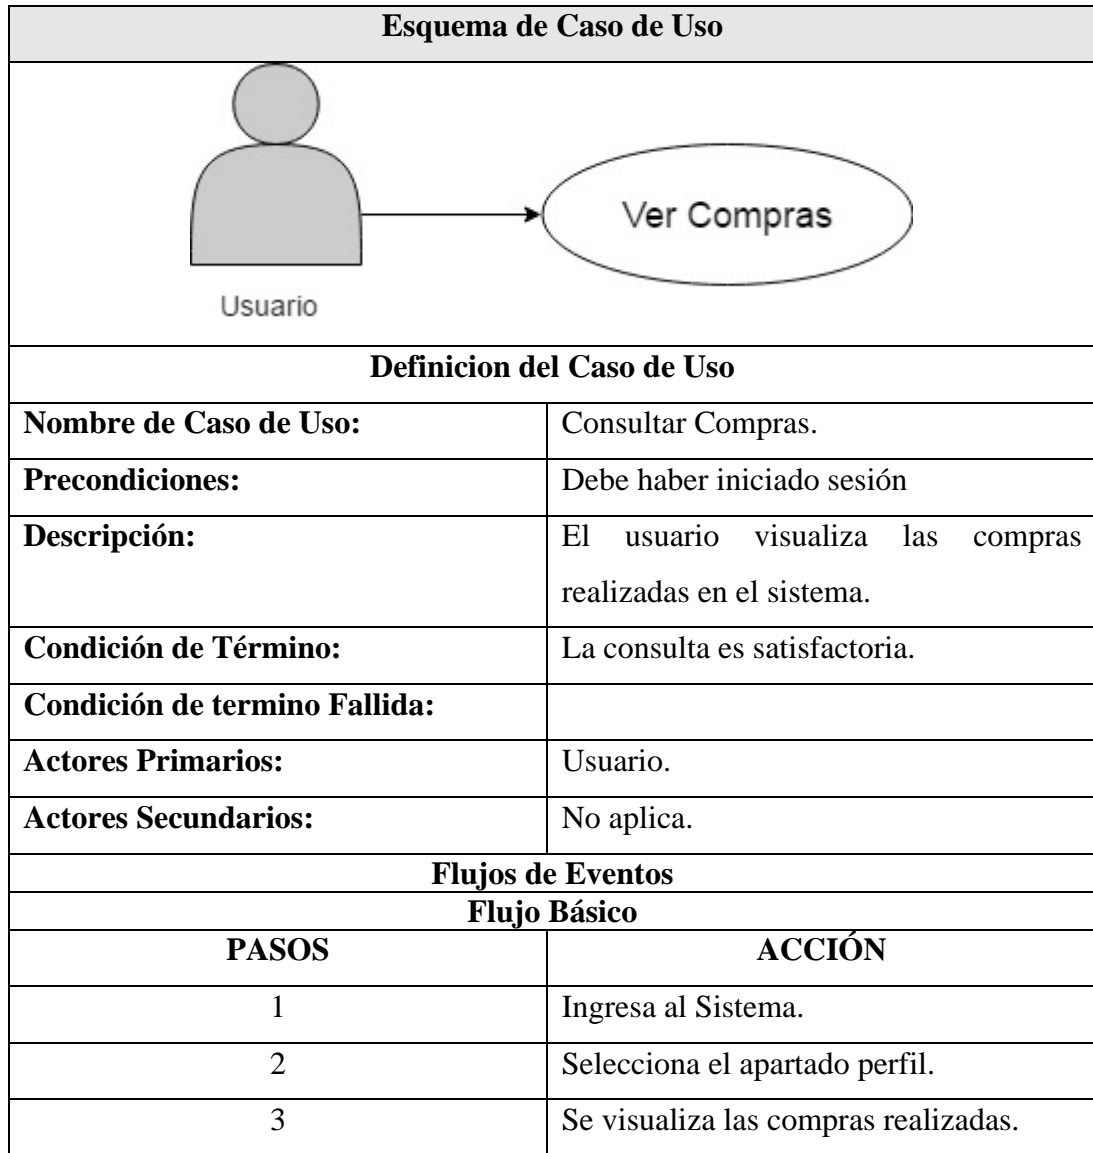 Esquema de Caso de Uso
Ver Compras
Usuario
Definicion del Caso de Uso
Nombre de Caso de Uso: Consultar Compras.
Precondiciones: Debe haber iniciado sesión
Descripción: El usuario visualiza las compras
realizadas en el sistema.
Condición de Término: La consulta es satisfactoria.
Condición de termino Fallida:
Actores Primarios: Usuario.
Actores Secundarios: No aplica.
Flujos de Eventos
Flujo Básico
PASOS ACCIÓN
1 Ingresa al Sistema.
2 Selecciona el apartado perfil.
3 Se visualiza las compras realizadas.